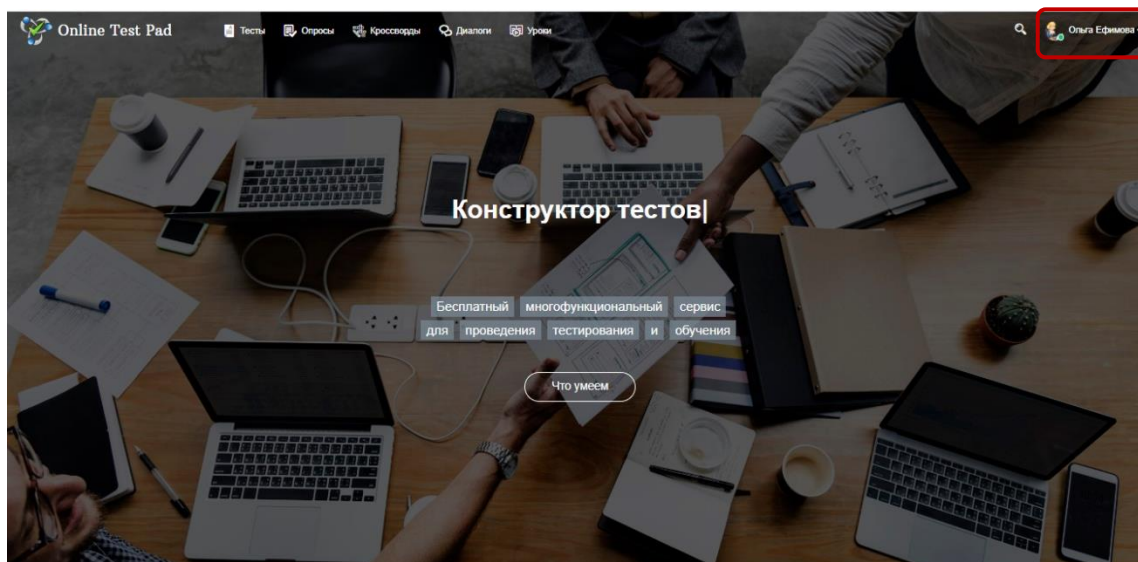 Online Test Pad Тесты Опросы Кроссворды Диалоги Уроки Ольга Ефимова
Конструктор тестов|
Бесплатный многофункциональный сервис
для проведения тестирования и обучения
Что умеем